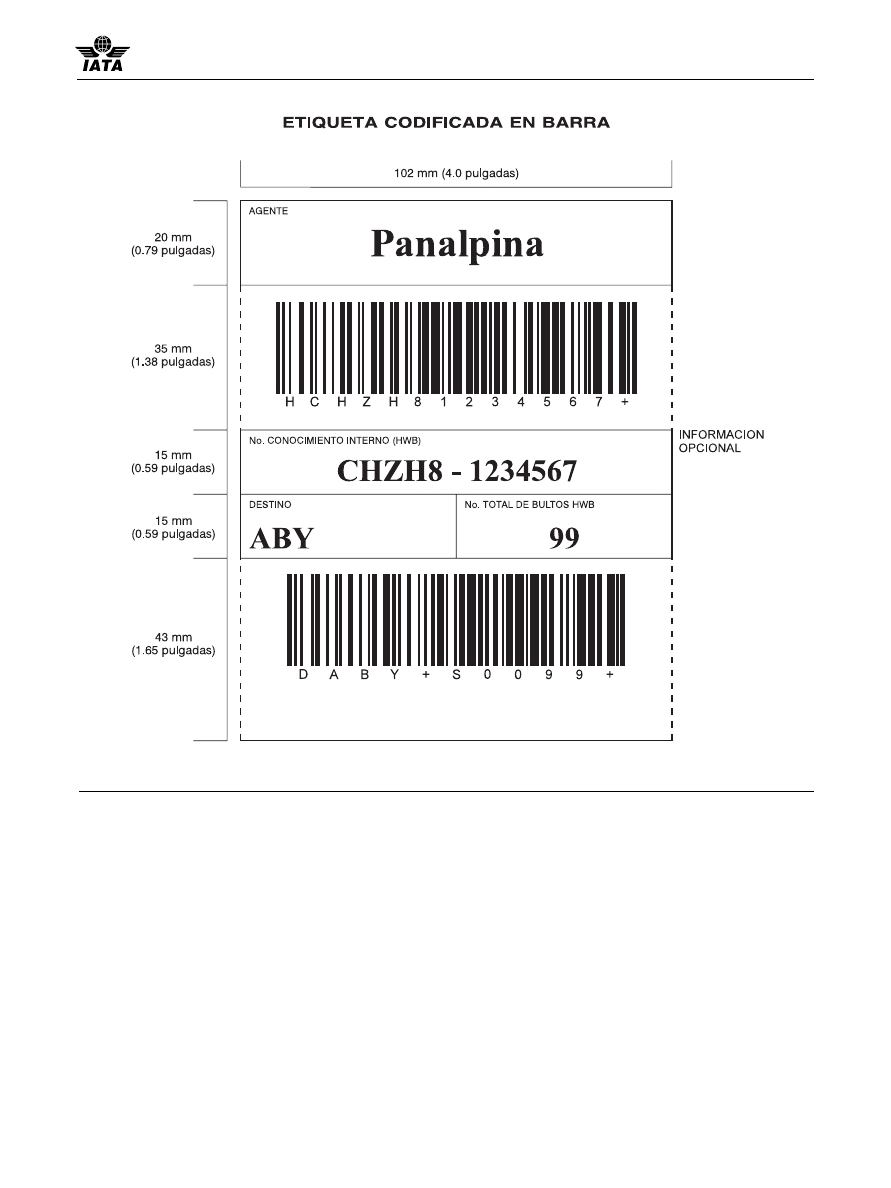 IATA
ETIQUETA CODIFICADA EN BARRA
102 mm (4.0 pulgadas)
20 mm
(0.79 pulgadas)
AGENTE
Panalpina
35 mm
(1.38 pulgadas)
H C H Z H 8 1 2 3 4 5 6 7 +
15 mm
(0.59 pulgadas)
No. CONOCIMIENTO INTERNO (HWB)
CHZH8 - 1234567
INFORMACION
OPCIONAL
15 mm
(0.59 pulgadas)
DESTINO
ABY
No. TOTAL DE BULTOS HWB
99
43 mm
(1.65 pulgadas)
D A B Y + S 0 0 9 9 +